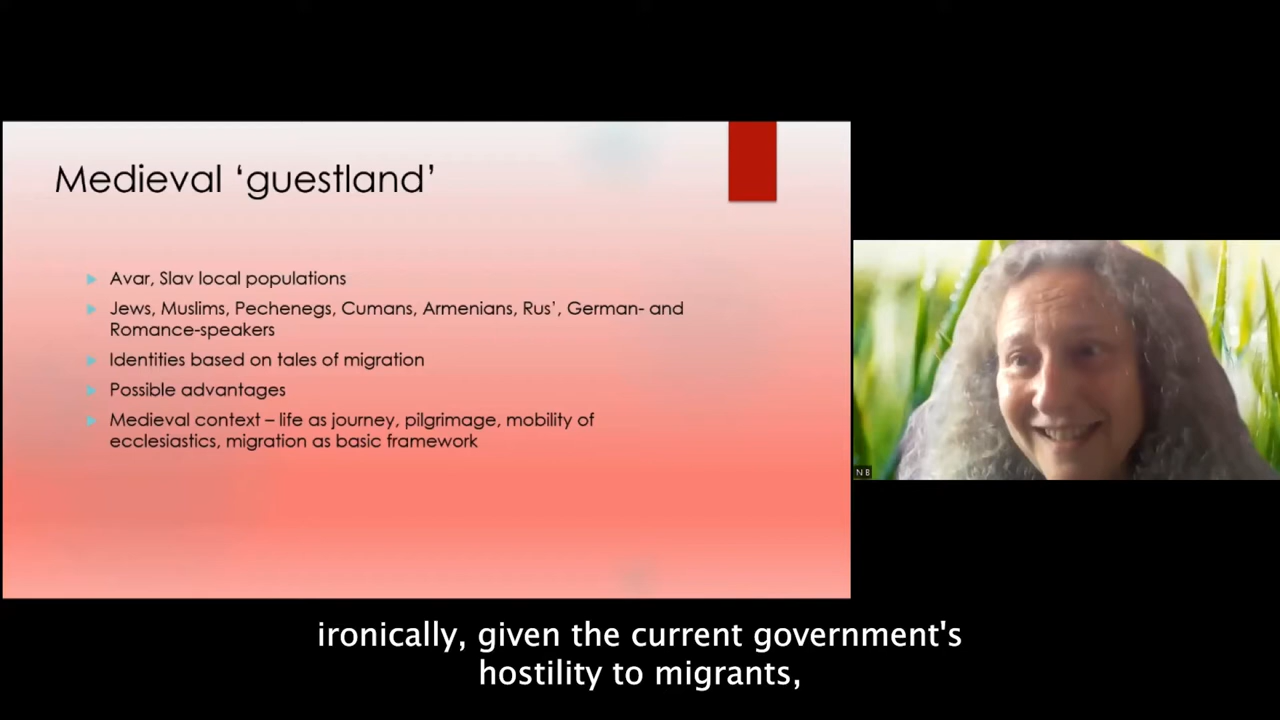 Medieval ‘guestland’
Avar, Slav local populations
Jews, Muslims, Pechenegs, Cumans, Armenians, Rus’, German- and
Romance-speakers
Identities based on tales of migration
Possible advantages
Medieval context – life as journey, pilgrimage, mobility of
ecclesiastics, migration as basic framework
N B
ironically, given the current government's
hostility to migrants,